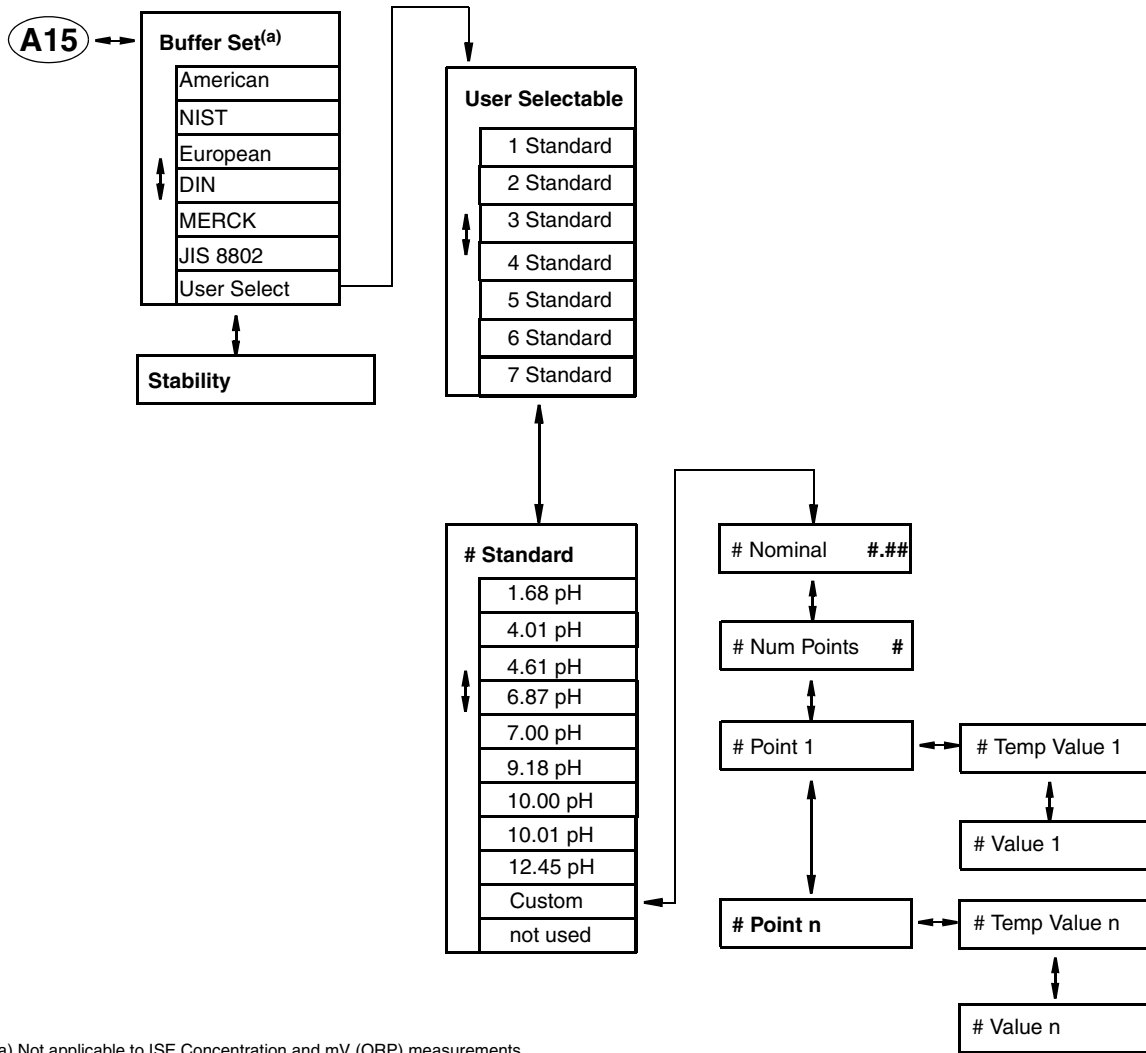 A15
Buffer Set(a)
American
NIST
European
DIN
MERCK
JIS 8802
User Select
Stability
User Selectable
1 Standard
2 Standard
3 Standard
4 Standard
5 Standard
6 Standard
7 Standard
# Standard
1.68 pH
4.01 pH
4.61 pH
6.87 pH
7.00 pH
9.18 pH
10.00 pH
10.01 pH
12.45 pH
Custom
not used
# Nominal #.##
# Num Points #
# Point 1
# Temp Value 1
# Value 1
# Point n
# Temp Value n
# Value n
a) Not applicable to ISE Concentration and mV (ORP) measurements